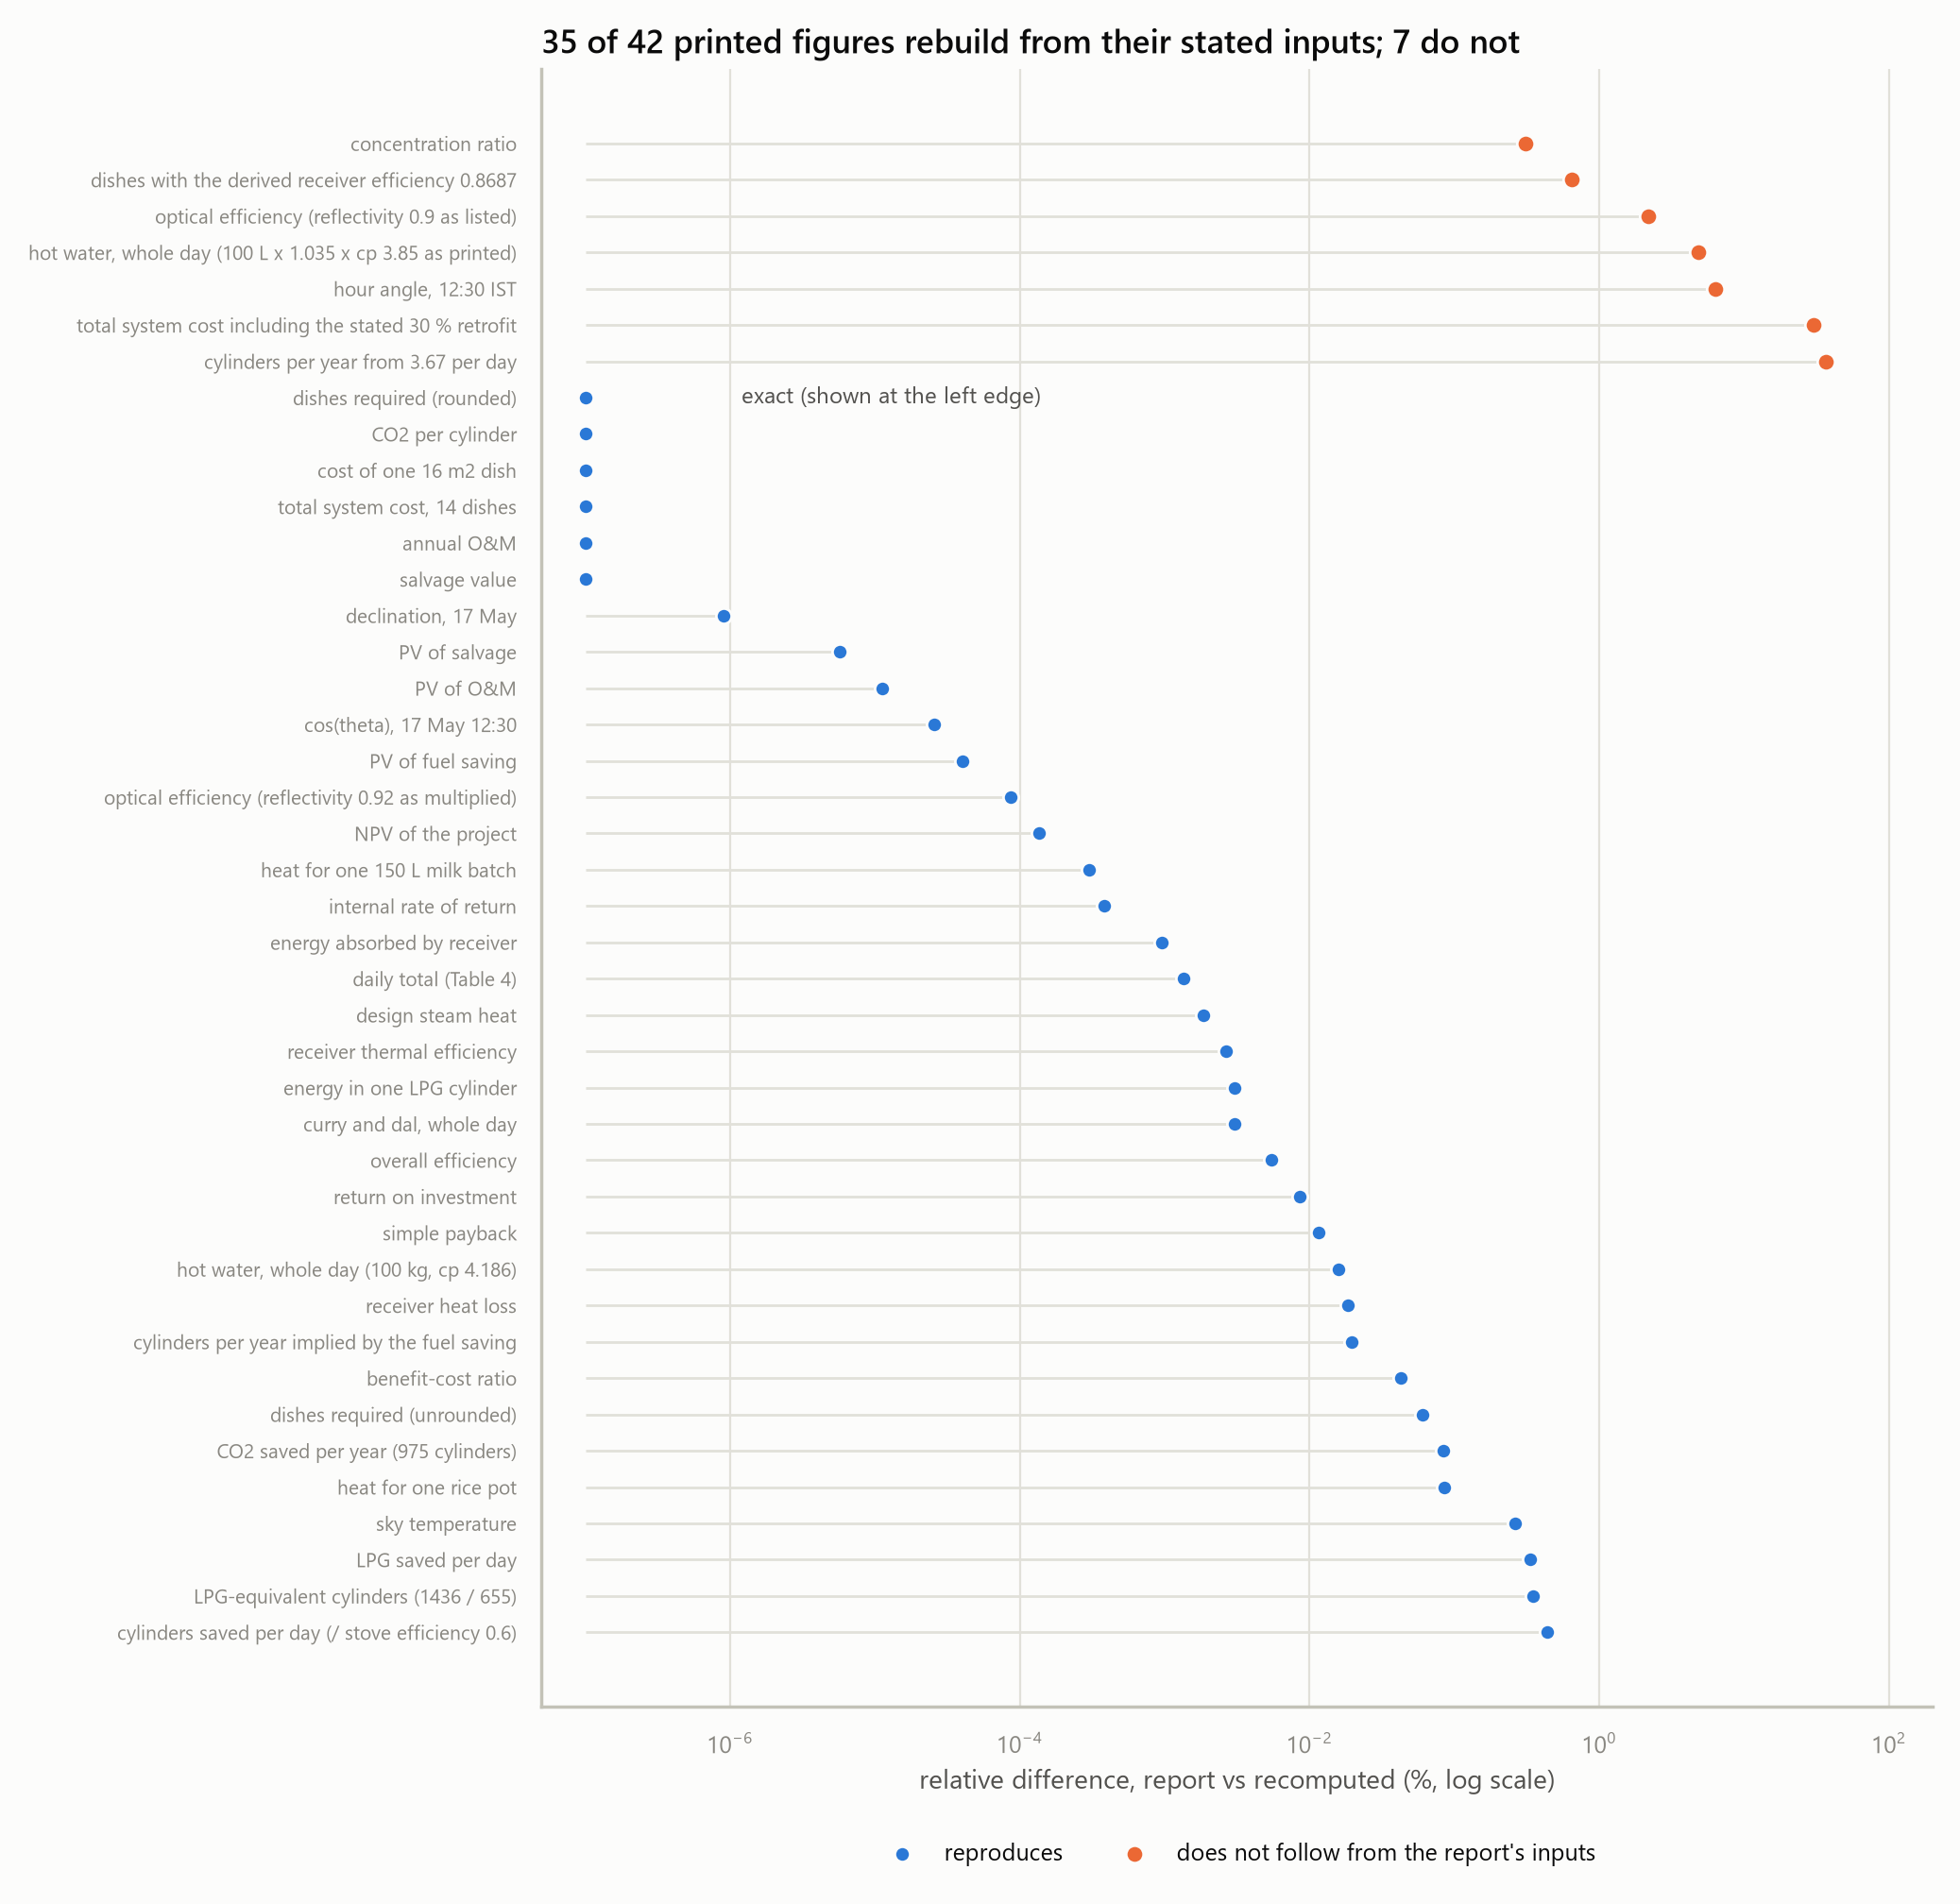 35 of 42 printed figures rebuild from their stated inputs; 7 do not
concentration ratio
dishes with the derived receiver efficiency 0.8687
optical efficiency (reflectivity 0.9 as listed)
hot water, whole day (100 L x 1.035 x cp 3.85 as printed)
hour angle, 12:30 IST
total system cost including the stated 30 % retrofit
cylinders per year from 3.67 per day
dishes required (rounded)
exact (shown at the left edge)
CO2 per cylinder
cost of one 16 m2 dish
total system cost, 14 dishes
annual O&M
salvage value
declination, 17 May
PV of salvage
PV of O&M
cos(theta), 17 May 12:30
PV of fuel saving
optical efficiency (reflectivity 0.92 as multiplied)
NPV of the project
heat for one 150 L milk batch
internal rate of return
energy absorbed by receiver
daily total (Table 4)
design steam heat
receiver thermal efficiency
energy in one LPG cylinder
curry and dal, whole day
overall efficiency
return on investment
simple payback
hot water, whole day (100 kg, cp 4.186)
receiver heat loss
cylinders per year implied by the fuel saving
benefit-cost ratio
dishes required (unrounded)
CO2 saved per year (975 cylinders)
heat for one rice pot
sky temperature
LPG saved per day
LPG-equivalent cylinders (1436 / 655)
cylinders saved per day (/ stove efficiency 0.6)
10⁻⁶ 10⁻⁴ 10⁻² 10⁰ 10²
relative difference, report vs recomputed (%, log scale)
reproduces does not follow from the report's inputs